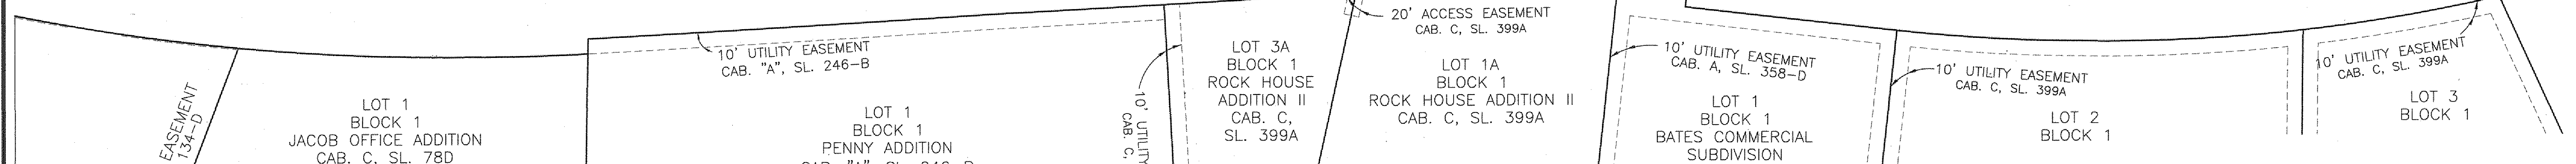 EASEMENT
134-D
LOT 1
BLOCK 1
JACOB OFFICE ADDITION
CAB. C, SL. 78D
10' UTILITY EASEMENT
CAB. "A", SL. 246-B
LOT 1
BLOCK 1
PENNY ADDITION
10' UTILITY
CAB. C,
LOT 3A
BLOCK 1
ROCK HOUSE
ADDITION II
CAB. C,
SL. 399A
20' ACCESS EASEMENT
CAB. C, SL. 399A
LOT 1A
BLOCK 1
ROCK HOUSE ADDITION II
CAB. C, SL. 399A
10' UTILITY EASEMENT
CAB. A, SL. 358-D
LOT 1
BLOCK 1
BATES COMMERCIAL
SUBDIVISION
10' UTILITY EASEMENT
CAB. C, SL. 399A
LOT 2
BLOCK 1
10' UTILITY EASEMENT
CAB. C, SL. 399A
LOT 3
BLOCK 1